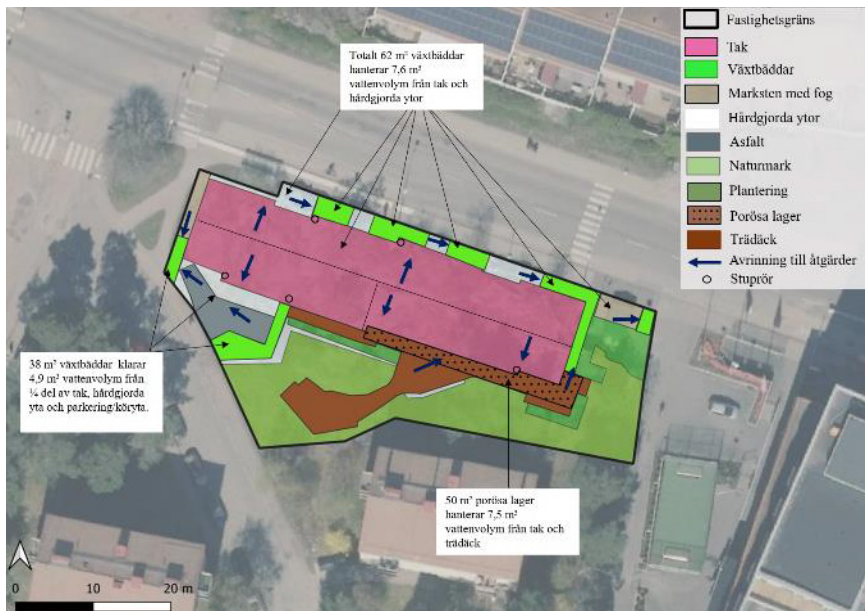 Totalt 62 m² växtbäddar
hanterar 7,6 m³
vattenvolym från tak och
hårdgjorda ytor
Fastighetsgräns
Tak
Växtbäddar
Marksten med fog
Hårdgjorda ytor
Asfalt
Naturmark
Plantering
Porösa lager
Trädäck
Avrinning till åtgärder
Stuprör
38 m² växtbäddar klarar
4,9 m³ vattenvolym från
¼ del av tak, hårdgjorda
yta och parkering/köryta.
50 m² porösa lager
hanterar 7,5 m³
vattenvolym från tak och
trädäck
0 10 20 m